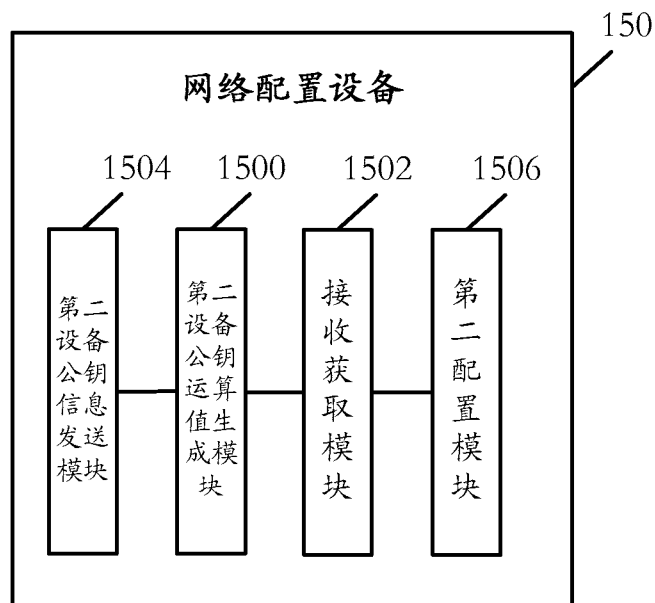 150
网络配置设备
1504
1500
1502
1506
第二
设备
公钥
信息
发送
模块
第二
设备
公钥
运算
值生
成模
块
接收获取模块
第二配置模块